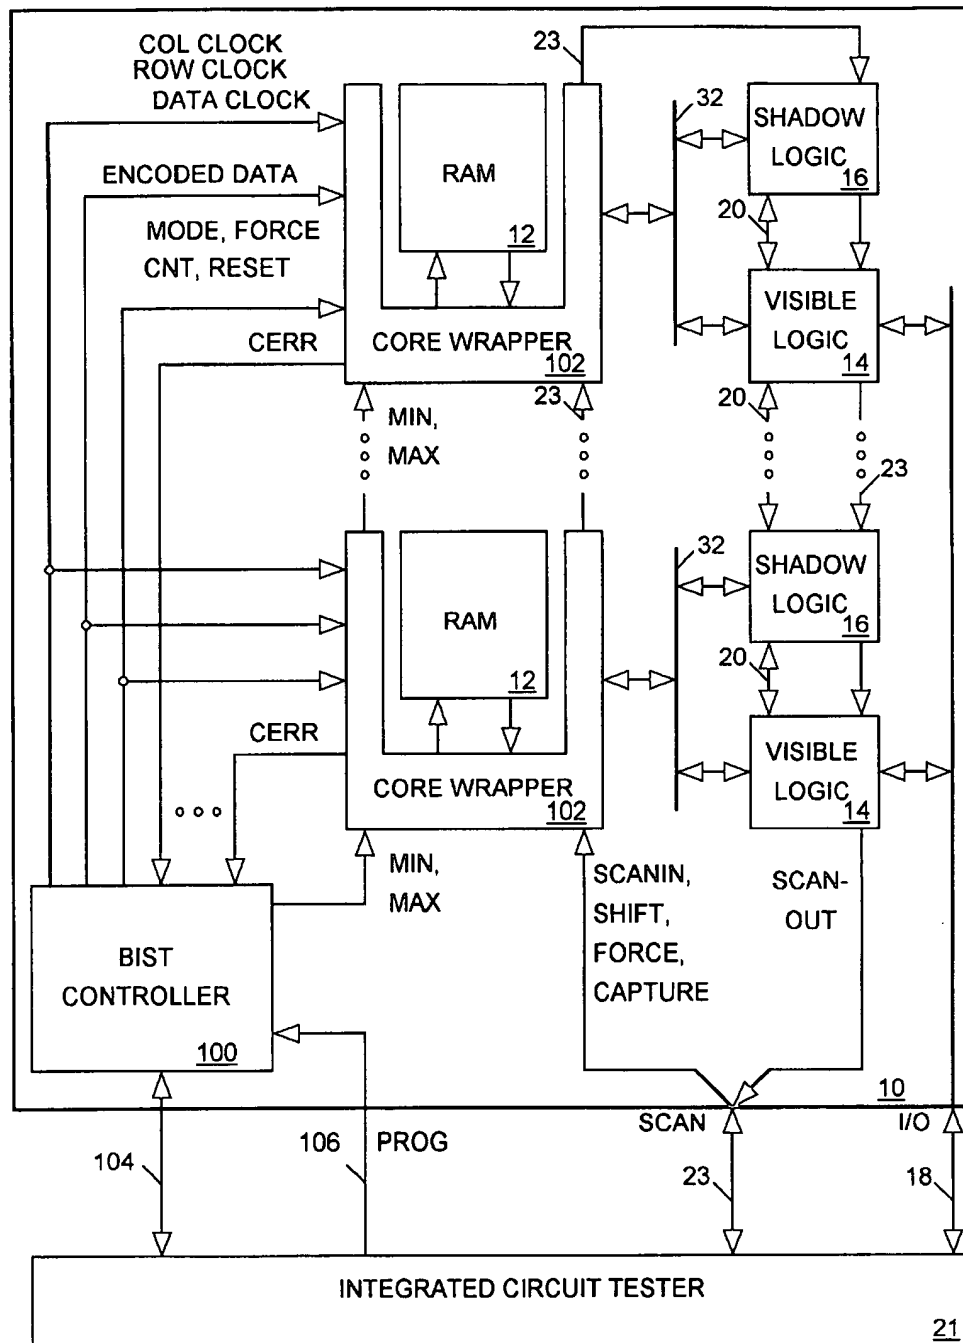 COL CLOCK
ROW CLOCK
DATA CLOCK
23
32
SHADOW
LOGIC
16
RAM
12
ENCODED DATA
MODE, FORCE
CNT, RESET
20
VISIBLE
LOGIC
14
CORE WRAPPER
102
CERR
23
20
MIN,
MAX
23
32
SHADOW
LOGIC
16
RAM
12
20
CERR
VISIBLE
LOGIC
14
CORE WRAPPER
102
MIN,
MAX
SCANIN,
SHIFT,
FORCE,
CAPTURE
SCAN-
OUT
BIST
CONTROLLER
100
10
SCAN
I/O
106
PROG
104
23
18
INTEGRATED CIRCUIT TESTER
21